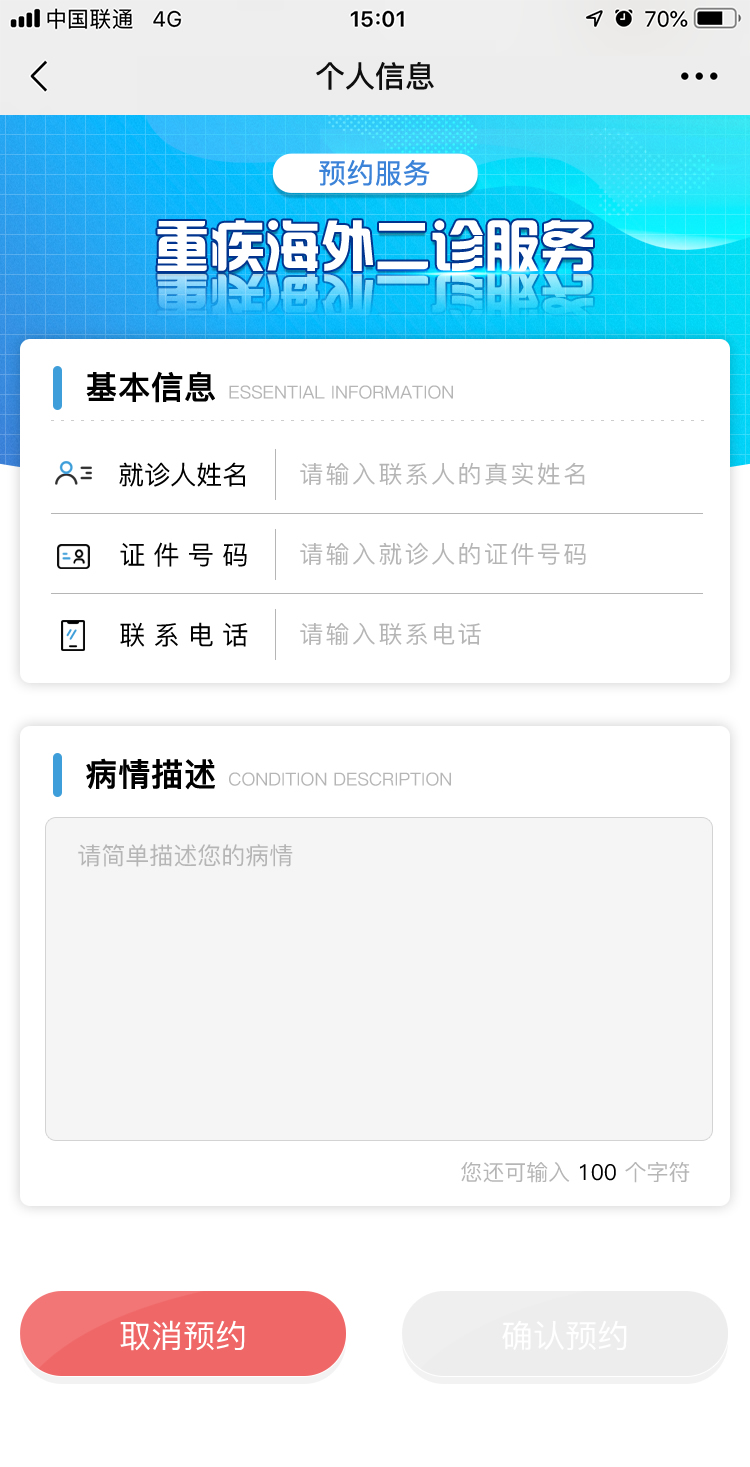 中国联通 4G 15:01 70%
个人信息
预约服务
重疾海外二诊服务
基本信息 ESSENTIAL INFORMATION
就诊人姓名 请输入联系人的真实姓名
证件号码 请输入就诊人的证件号码
联系电话 请输入联系电话
病情描述 CONDITION DESCRIPTION
请简单描述您的病情
您还可输入 100 个字符
取消预约 确认预约